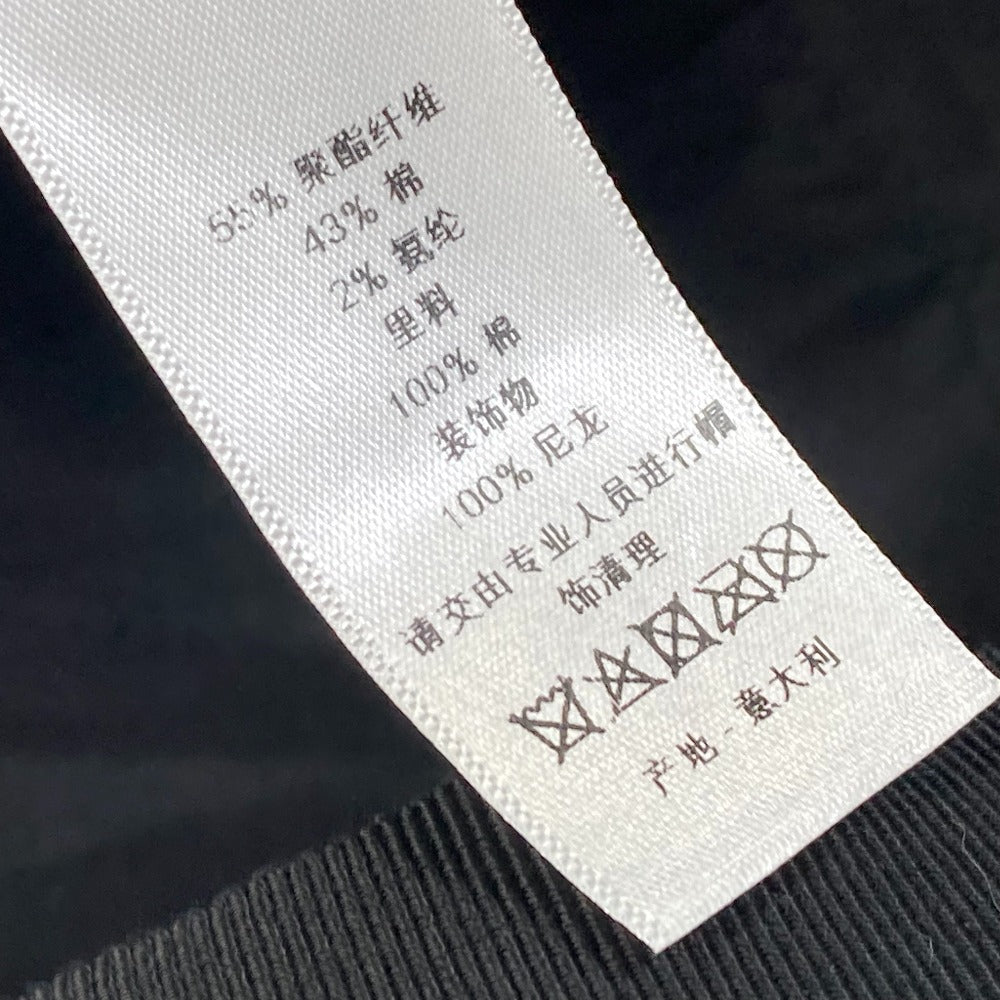 55% 聚酯纤维
43% 棉
2% 氨纶
里料
100% 棉
装饰物
100% 尼龙
请交由专业人员进行帽
饰清理
产地 - 意大利